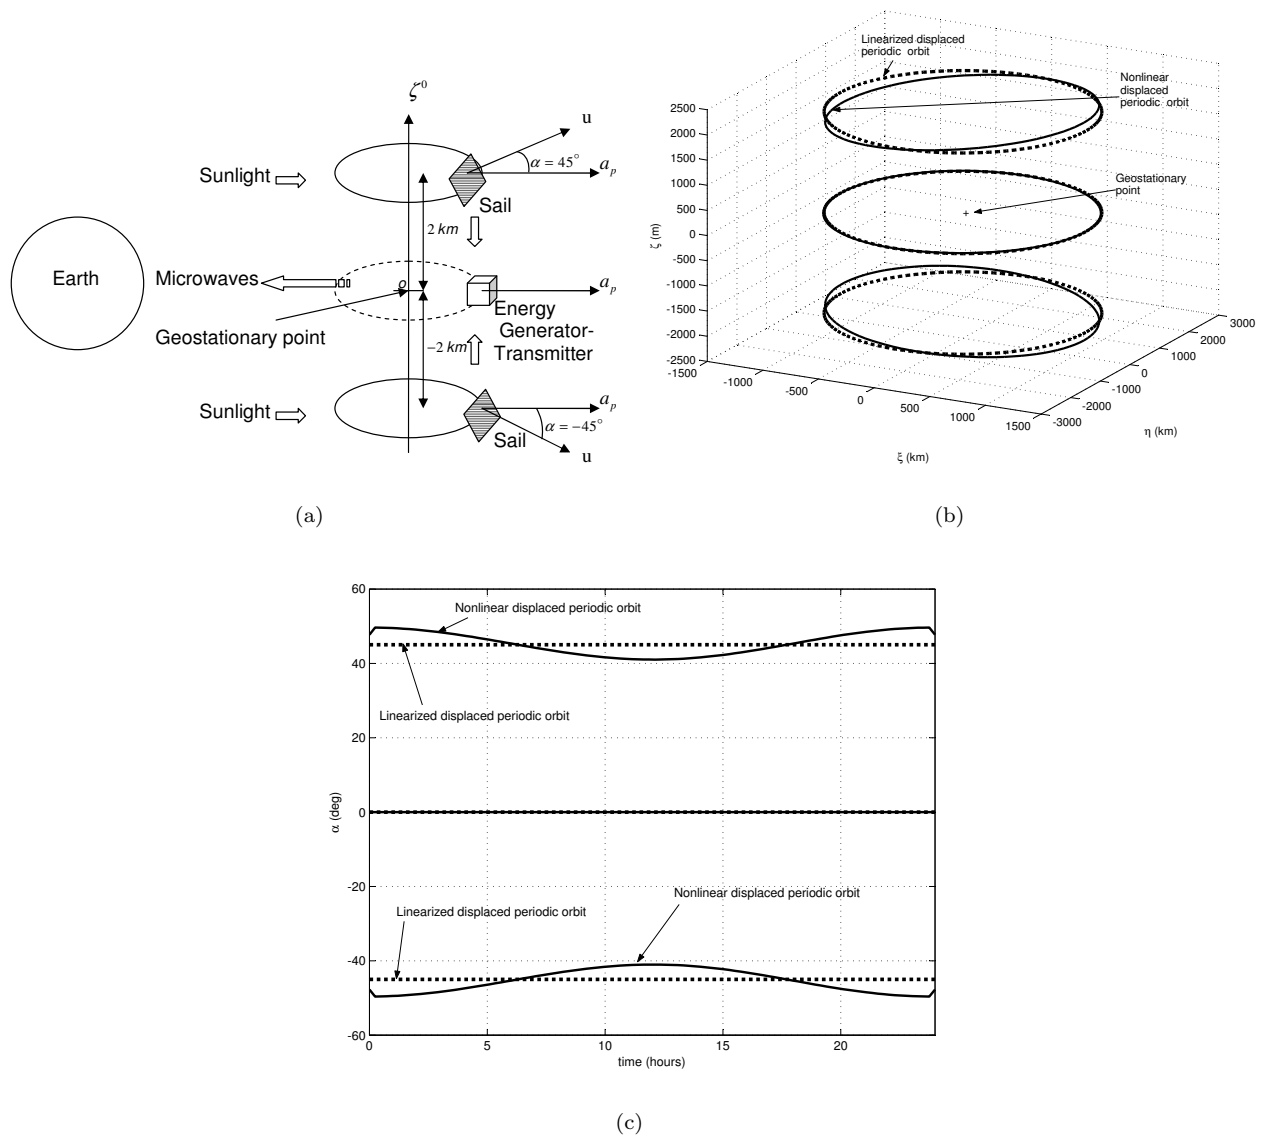 ζ⁰
u
α = 45°
a_p
Sunlight
Sail
2 km
Earth
Microwaves
o
a_p
Energy
Generator-
Transmitter
Geostationary point
−2 km
Sunlight
a_p
α = −45°
Sail
u
(a)
Linearized displaced
periodic orbit
Nonlinear
displaced
periodic orbit
Geostationary
point
2500
2000
1500
1000
500
0
-500
-1000
-1500
-2000
-2500
ζ (m)
-1500
-1000
-500
0
500
1000
1500
ξ (km)
-3000
-2000
-1000
0
1000
2000
3000
η (km)
(b)
60
40
20
0
-20
-40
-60
α (deg)
Nonlinear displaced periodic orbit
Linearized displaced periodic orbit
Nonlinear displaced periodic orbit
Linearized displaced periodic orbit
0 5 10 15 20
time (hours)
(c)